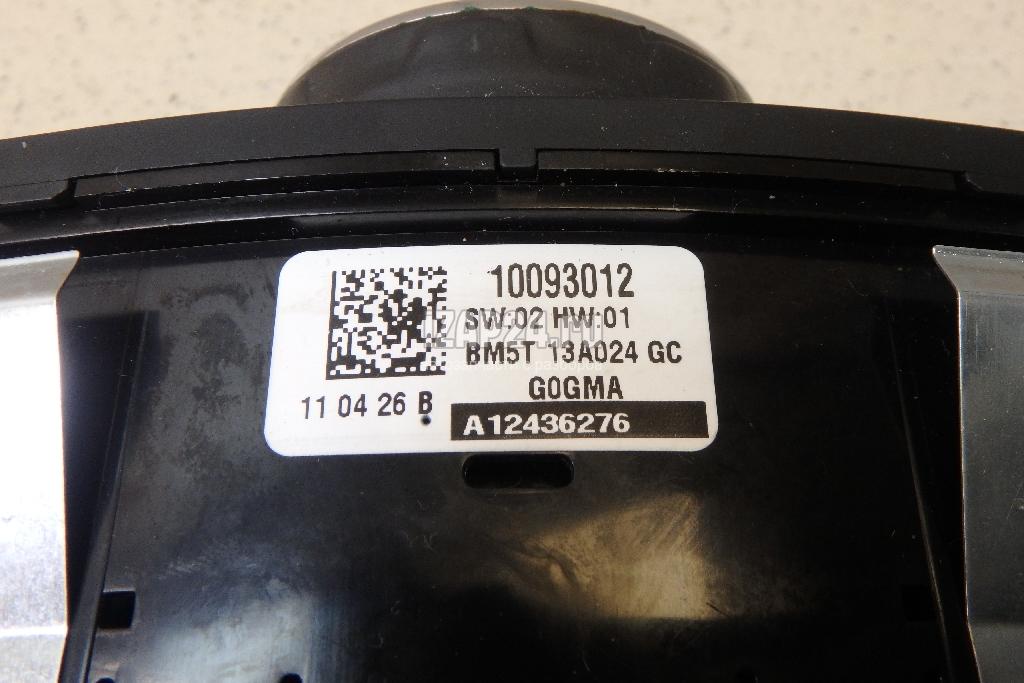 10093012
SW:02 HW:01
BM5T 13A024 GC
G0GMA
11 04 26 B
A12436276